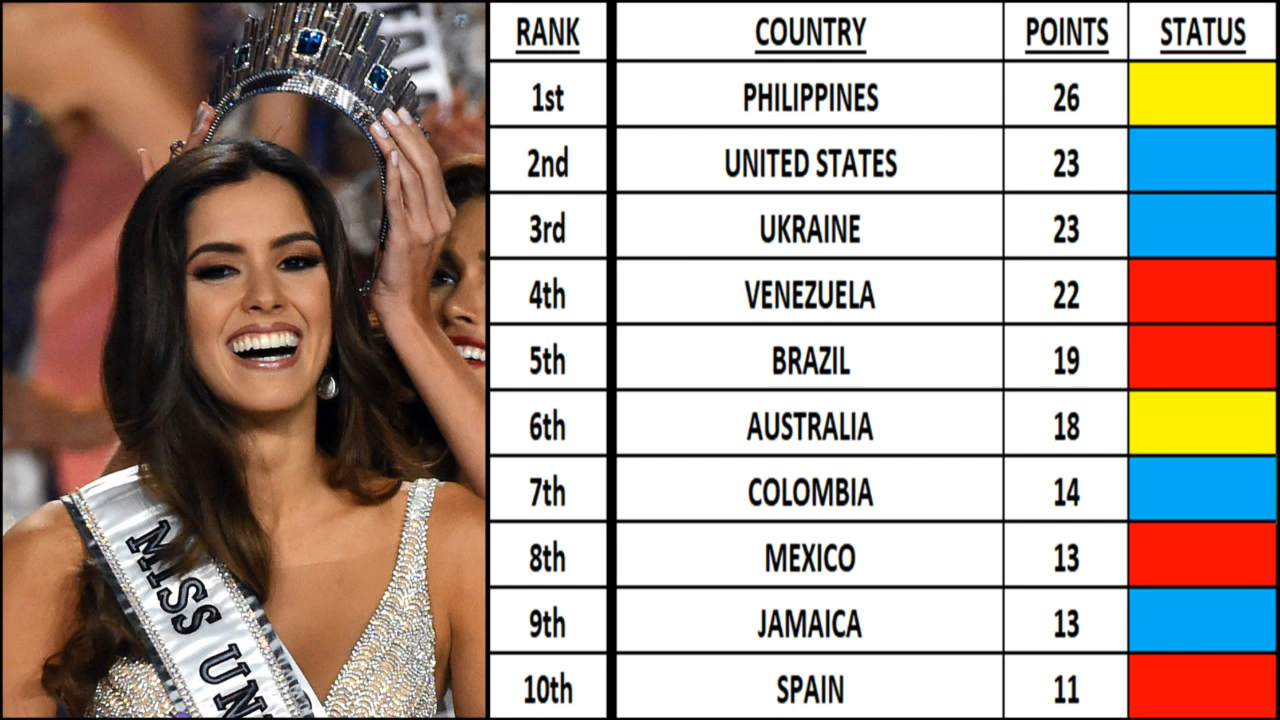 MISS UN
RANK COUNTRY POINTS STATUS
1st PHILIPPINES 26
2nd UNITED STATES 23
3rd UKRAINE 23
4th VENEZUELA 22
5th BRAZIL 19
6th AUSTRALIA 18
7th COLOMBIA 14
8th MEXICO 13
9th JAMAICA 13
10th SPAIN 11